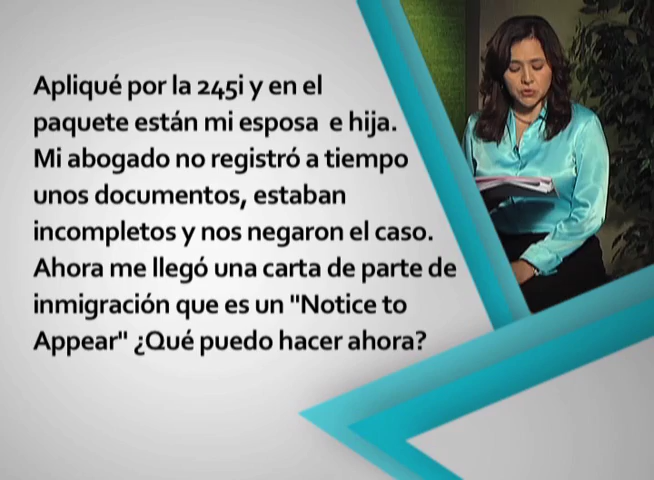 Apliqué por la 245i y en el
paquete están mi esposa e hija.
Mi abogado no registró a tiempo
unos documentos, estaban
incompletos y nos negaron el caso.
Ahora me llegó una carta de parte de
inmigración que es un "Notice to
Appear" ¿Qué puedo hacer ahora?